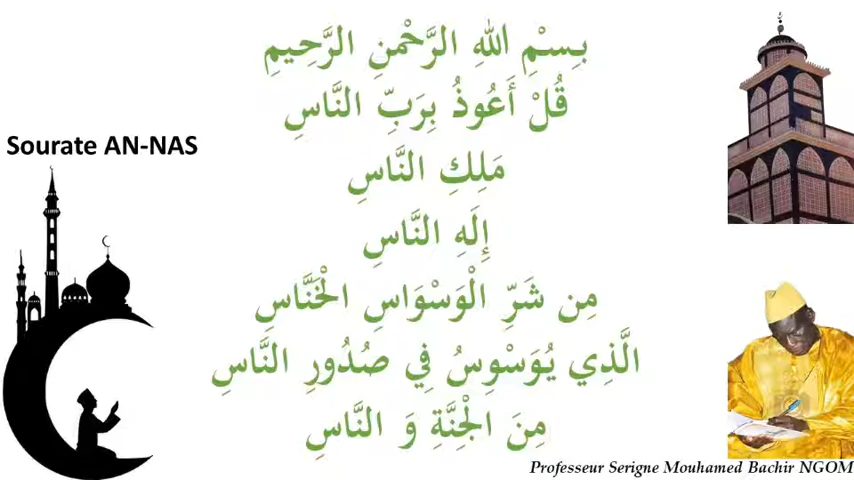 بِسْمِ اللهِ الرَّحْمنِ الرَّحِيمِ
قُلْ أَعُوذُ بِرَبِّ النَّاسِ
Sourate AN-NAS
مَلِكِ النَّاسِ
إِلَهِ النَّاسِ
مِن شَرِّ الْوَسْوَاسِ الْخَنَّاسِ
الَّذِي يُوَسْوِسُ فِي صُدُورِ النَّاسِ
مِنَ الْجِنَّةِ وَ النَّاسِ
Professeur Serigne Mouhamed Bachir NGOM